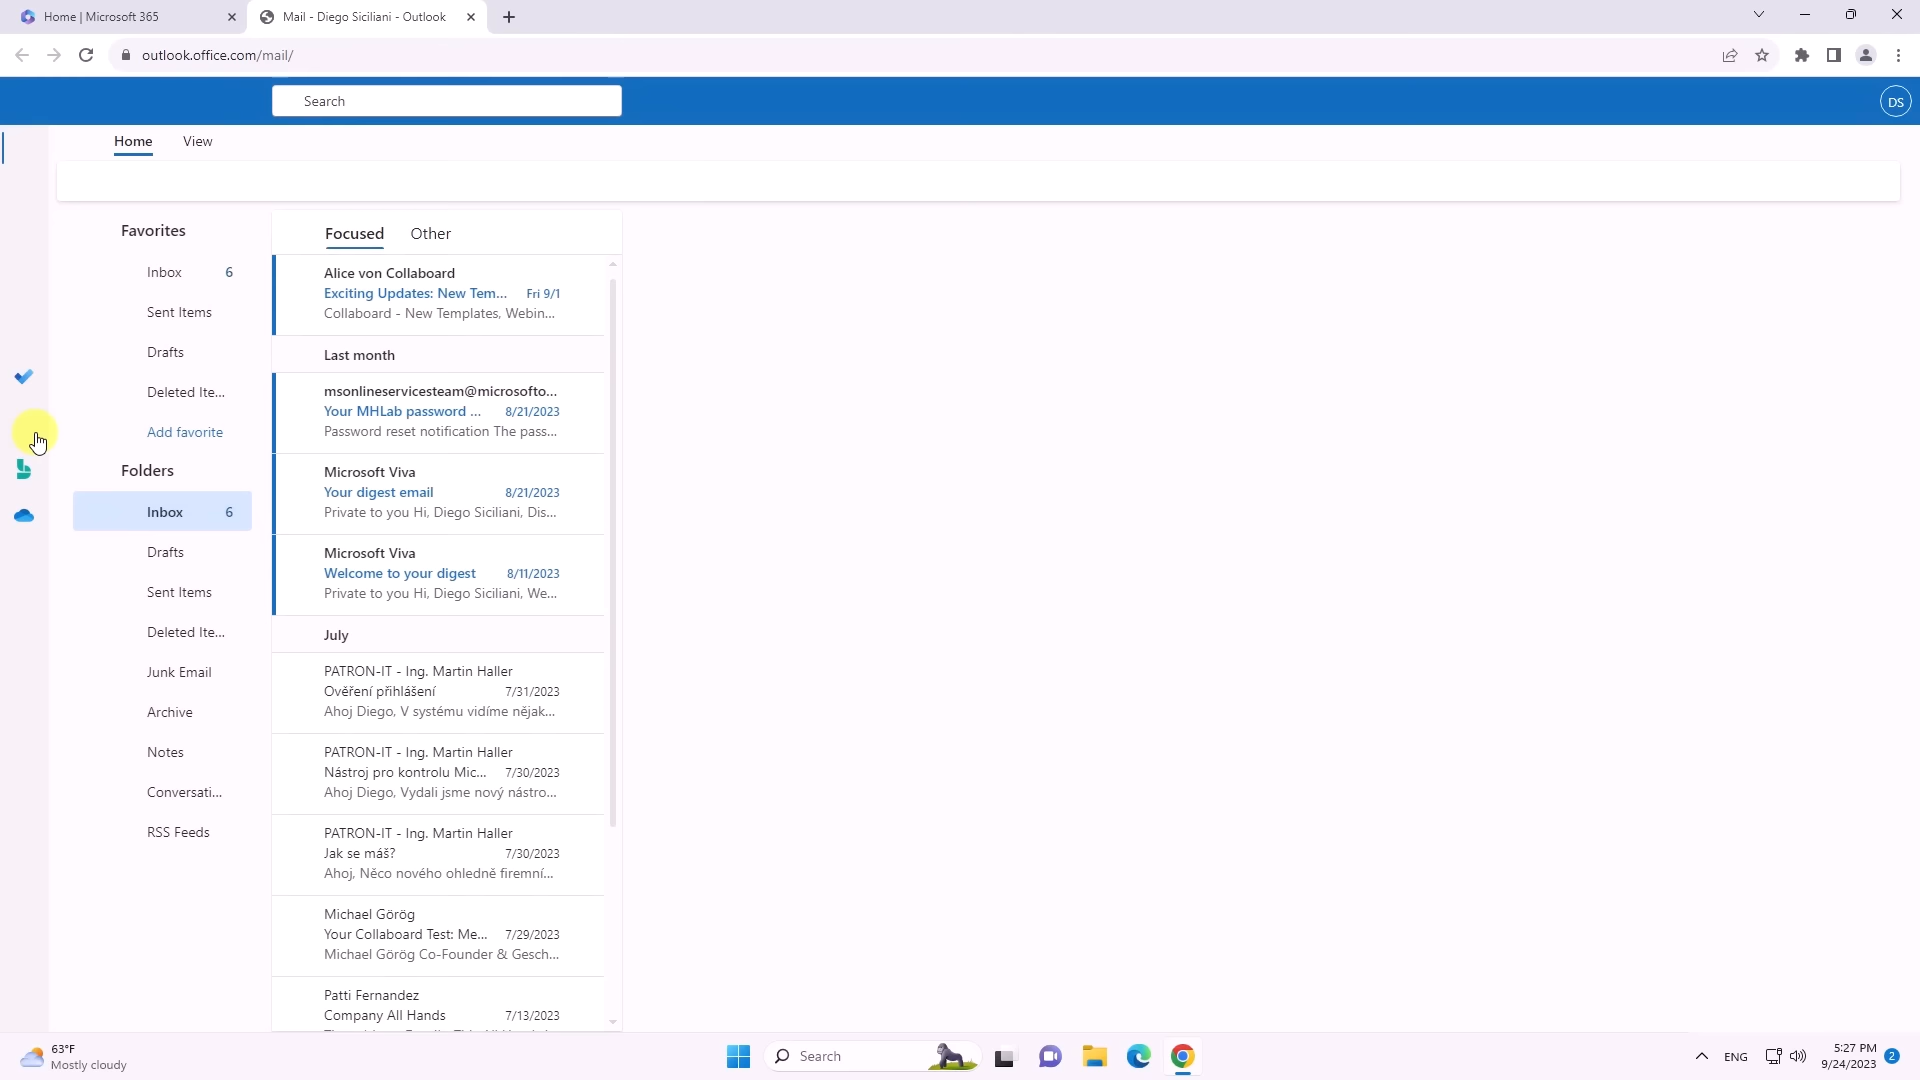 Home | Microsoft 365
Mail - Diego Siciliani - Outlook
outlook.office.com/mail/
Search
DS
Home
View
Favorites
Inbox 6
Sent Items
Drafts
Deleted Ite...
Add favorite
Folders
Inbox 6
Drafts
Sent Items
Deleted Ite...
Junk Email
Archive
Notes
Conversati...
RSS Feeds
Focused
Other
Alice von Collaboard
Exciting Updates: New Tem... Fri 9/1
Collaboard - New Templates, Webin...
Last month
msonlineservicesteam@microsofto...
Your MHLab password ... 8/21/2023
Password reset notification The pass...
Microsoft Viva
Your digest email 8/21/2023
Private to you Hi, Diego Siciliani, Dis...
Microsoft Viva
Welcome to your digest 8/11/2023
Private to you Hi, Diego Siciliani, We...
July
PATRON-IT - Ing. Martin Haller
Ověření přihlášení 7/31/2023
Ahoj Diego, V systému vidíme nějak...
PATRON-IT - Ing. Martin Haller
Nástroj pro kontrolu Mic... 7/30/2023
Ahoj Diego, Vydali jsme nový nástro...
PATRON-IT - Ing. Martin Haller
Jak se máš? 7/30/2023
Ahoj, Něco nového ohledně firemní...
Michael Görög
Your Collaboard Test: Me... 7/29/2023
Michael Görög Co-Founder & Gesch...
Patti Fernandez
Company All Hands 7/13/2023
63°F
Mostly cloudy
Search
ENG
5:27 PM
9/24/2023
2